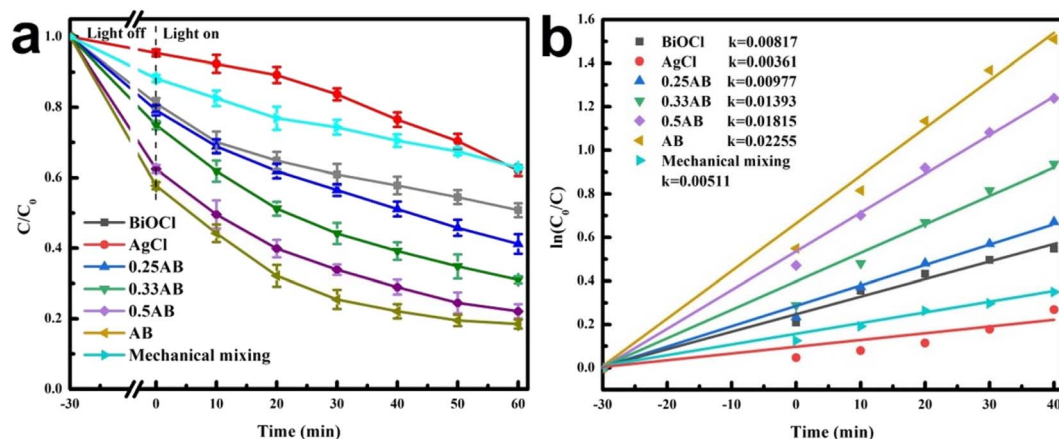 a
Light off
Light on
C/C0
1.0
0.8
0.6
0.4
0.2
0.0
BiOCl
AgCl
0.25AB
0.33AB
0.5AB
AB
Mechanical mixing
-30
0
10
20
30
40
50
60
Time (min)
b
ln(C0/C)
1.6
1.4
1.2
1.0
0.8
0.6
0.4
0.2
0.0
BiOCl k=0.00817
AgCl k=0.00361
0.25AB k=0.00977
0.33AB k=0.01393
0.5AB k=0.01815
AB k=0.02255
Mechanical mixing
k=0.00511
-30
-20
-10
0
10
20
30
40
Time (min)